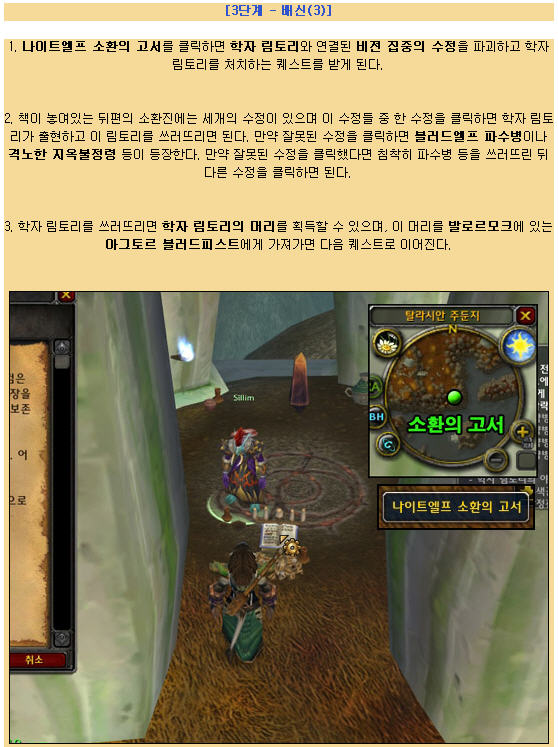 [3단계 - 배신(3)]
1. 나이트엘프 소환의 고서를 클릭하면 학자 림토리와 연결된 비전 집중의 수정을 파괴하고 학자
림토리를 처치하는 퀘스트를 받게 된다.
2. 책이 놓여있는 뒤편의 소환진에는 세개의 수정이 있으며 이 수정들 중 한 수정을 클릭하면 학자 림토
리가 출현하고 이 림토리를 쓰러뜨리면 된다. 만약 잘못된 수정을 클릭하면 블러드엘프 파수병이나
격노한 지옥불정령 등이 등장한다. 만약 잘못된 수정을 클릭했다면 침착히 파수병 등을 쓰러뜨린 뒤
다른 수정을 클릭하면 된다.
3. 학자 림토리를 쓰러뜨리면 학자 림토리의 머리를 획득할 수 있으며, 이 머리를 발로르모크에 있는
아그토르 블러드피스트에게 가져가면 다음 퀘스트로 이어진다.
탈라시안 주둔지
N
Sillim
소환의 고서
BH
나이트엘프 소환의 고서
장을
보존
어
으로
취소